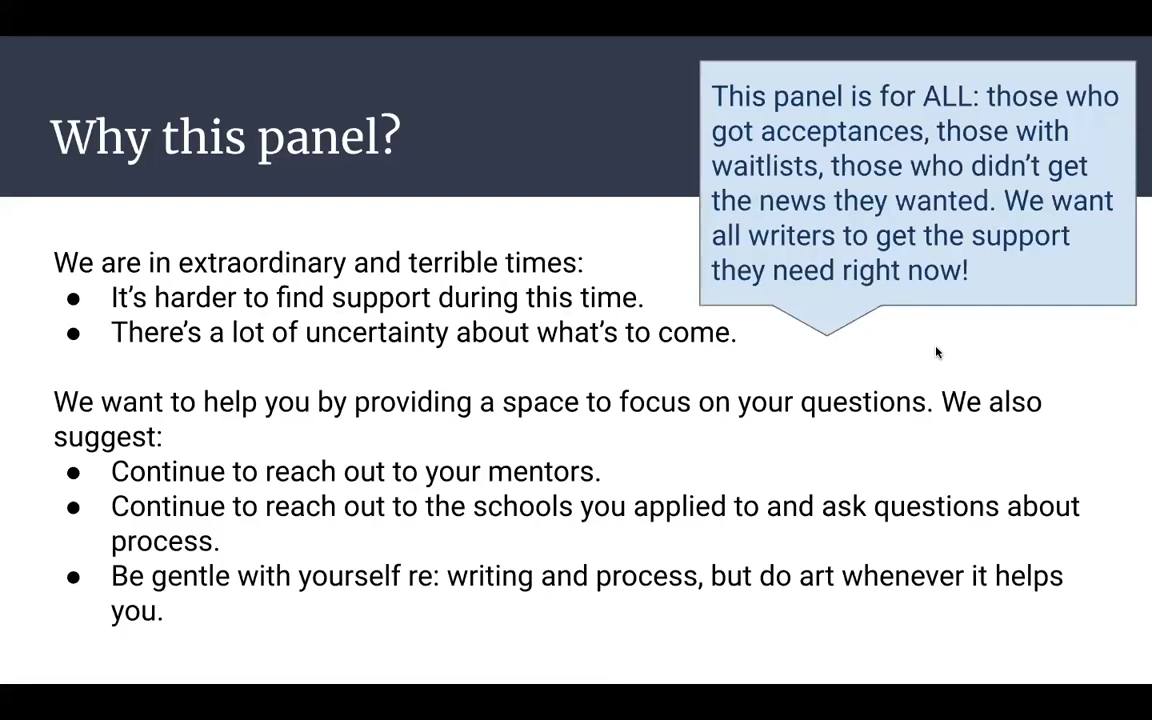 Why this panel?
This panel is for ALL: those who
got acceptances, those with
waitlists, those who didn’t get
the news they wanted. We want
all writers to get the support
they need right now!
We are in extraordinary and terrible times:
● It’s harder to find support during this time.
● There’s a lot of uncertainty about what’s to come.
We want to help you by providing a space to focus on your questions. We also
suggest:
● Continue to reach out to your mentors.
● Continue to reach out to the schools you applied to and ask questions about
process.
● Be gentle with yourself re: writing and process, but do art whenever it helps
you.